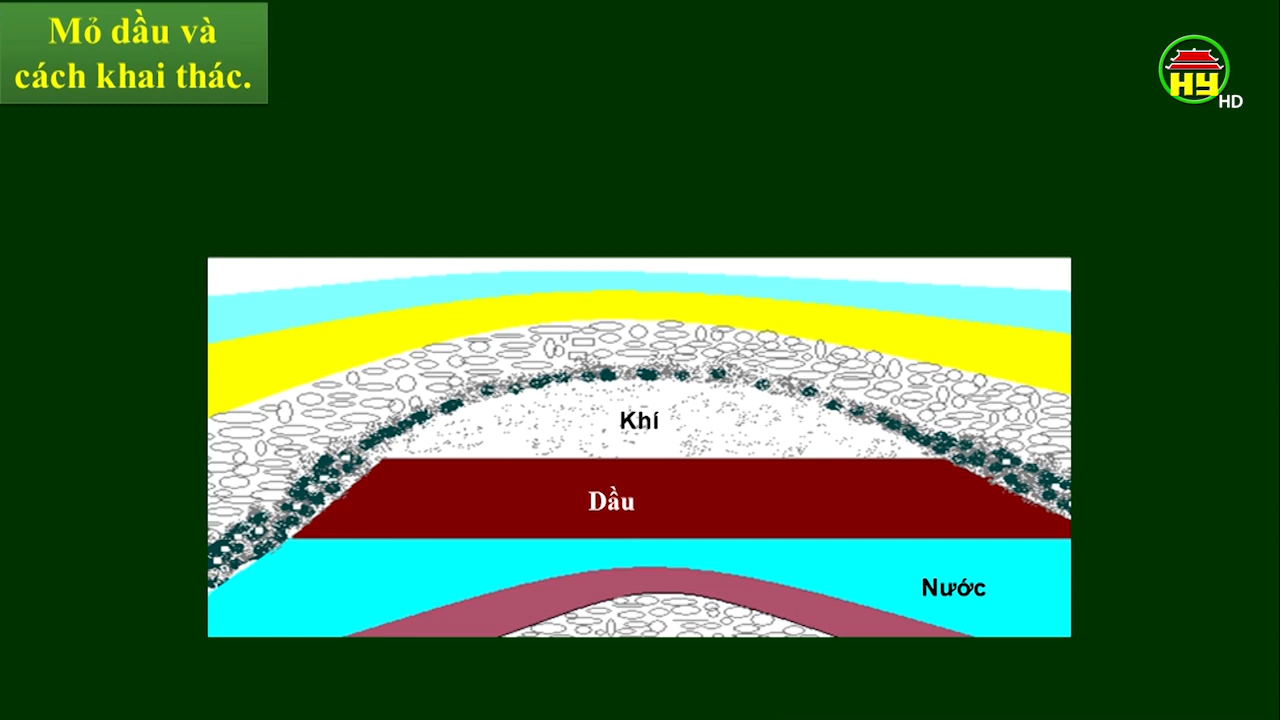 Mỏ dầu và
cách khai thác.
HY
HD
Khí
Dầu
Nước